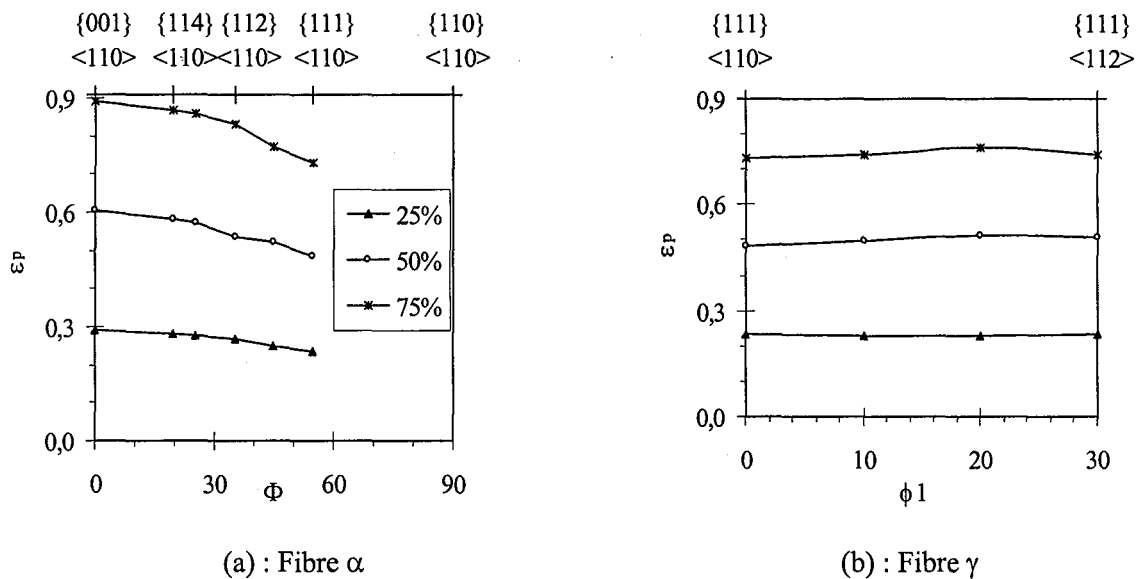 {001} {114} {112} {111} {110}
<110> <110> <110> <110> <110>
0,9
0,6
0,3
0,0
εp
0 30 60 90
Φ
25%
50%
75%
(a) : Fibre α
{111} {111}
<110> <112>
0,9
0,6
0,3
0,0
εp
0 10 20 30
ϕ1
(b) : Fibre γ